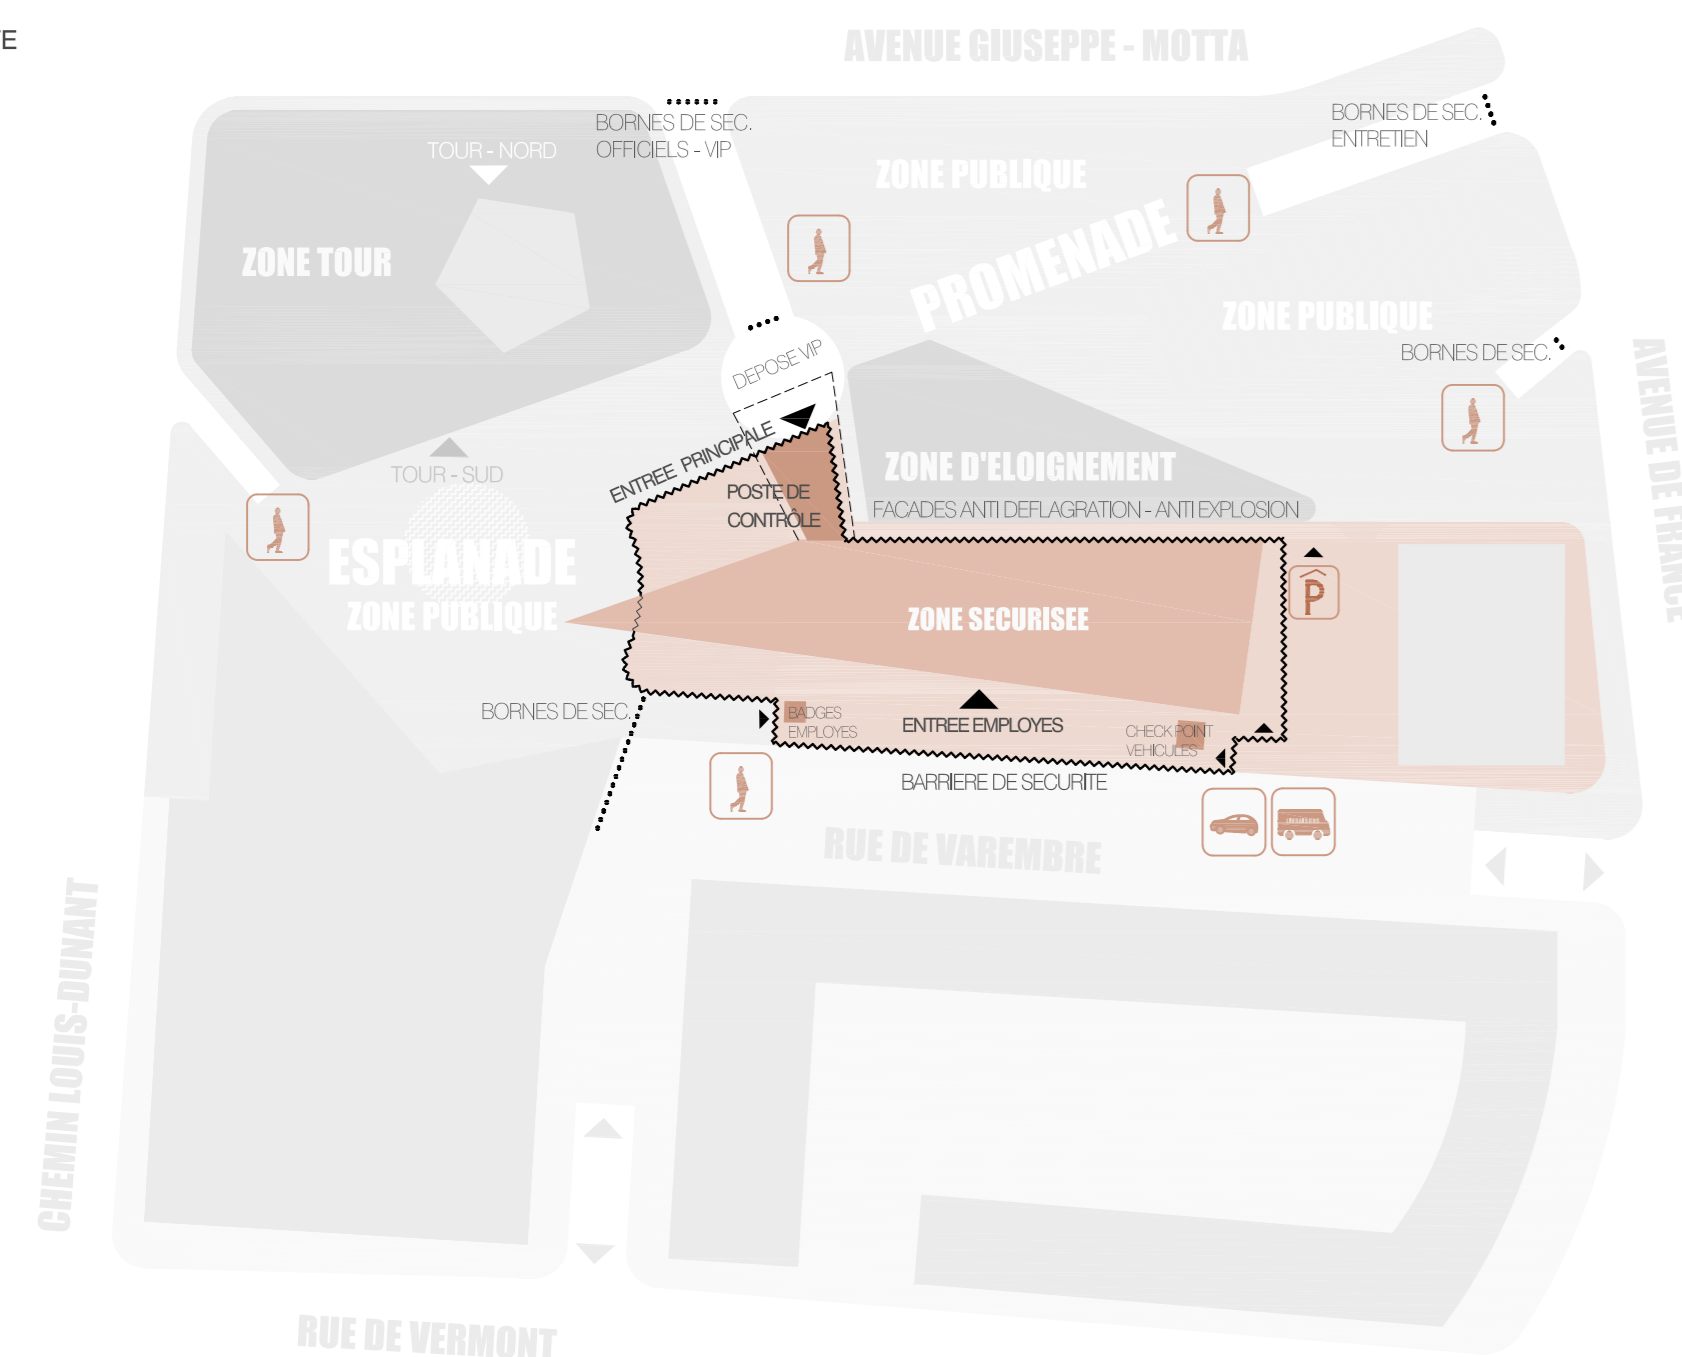 TE
AVENUE GIUSEPPE - MOTTA
BORNES DE SEC.
OFFICIELS - VIP
BORNES DE SEC.
ENTRETIEN
TOUR - NORD
ZONE PUBLIQUE
ZONE TOUR
PROMENADE
ZONE PUBLIQUE
BORNES DE SEC.
AVENUE DE FRANCE
DEPOSE VIP
ENTREE PRINCIPALE
TOUR - SUD
ZONE D'ELOIGNEMENT
POSTE DE
CONTRÔLE
FACADES ANTI DEFLAGRATION - ANTI EXPLOSION
ESPLANADE
ZONE PUBLIQUE
ZONE SECURISEE
P
BORNES DE SEC.
BADGES
EMPLOYES
ENTREE EMPLOYES
CHECK POINT
VEHICULES
BARRIERE DE SECURITE
RUE DE VAREMBRE
CHEMIN LOUIS-DUNANT
RUE DE VERMONT